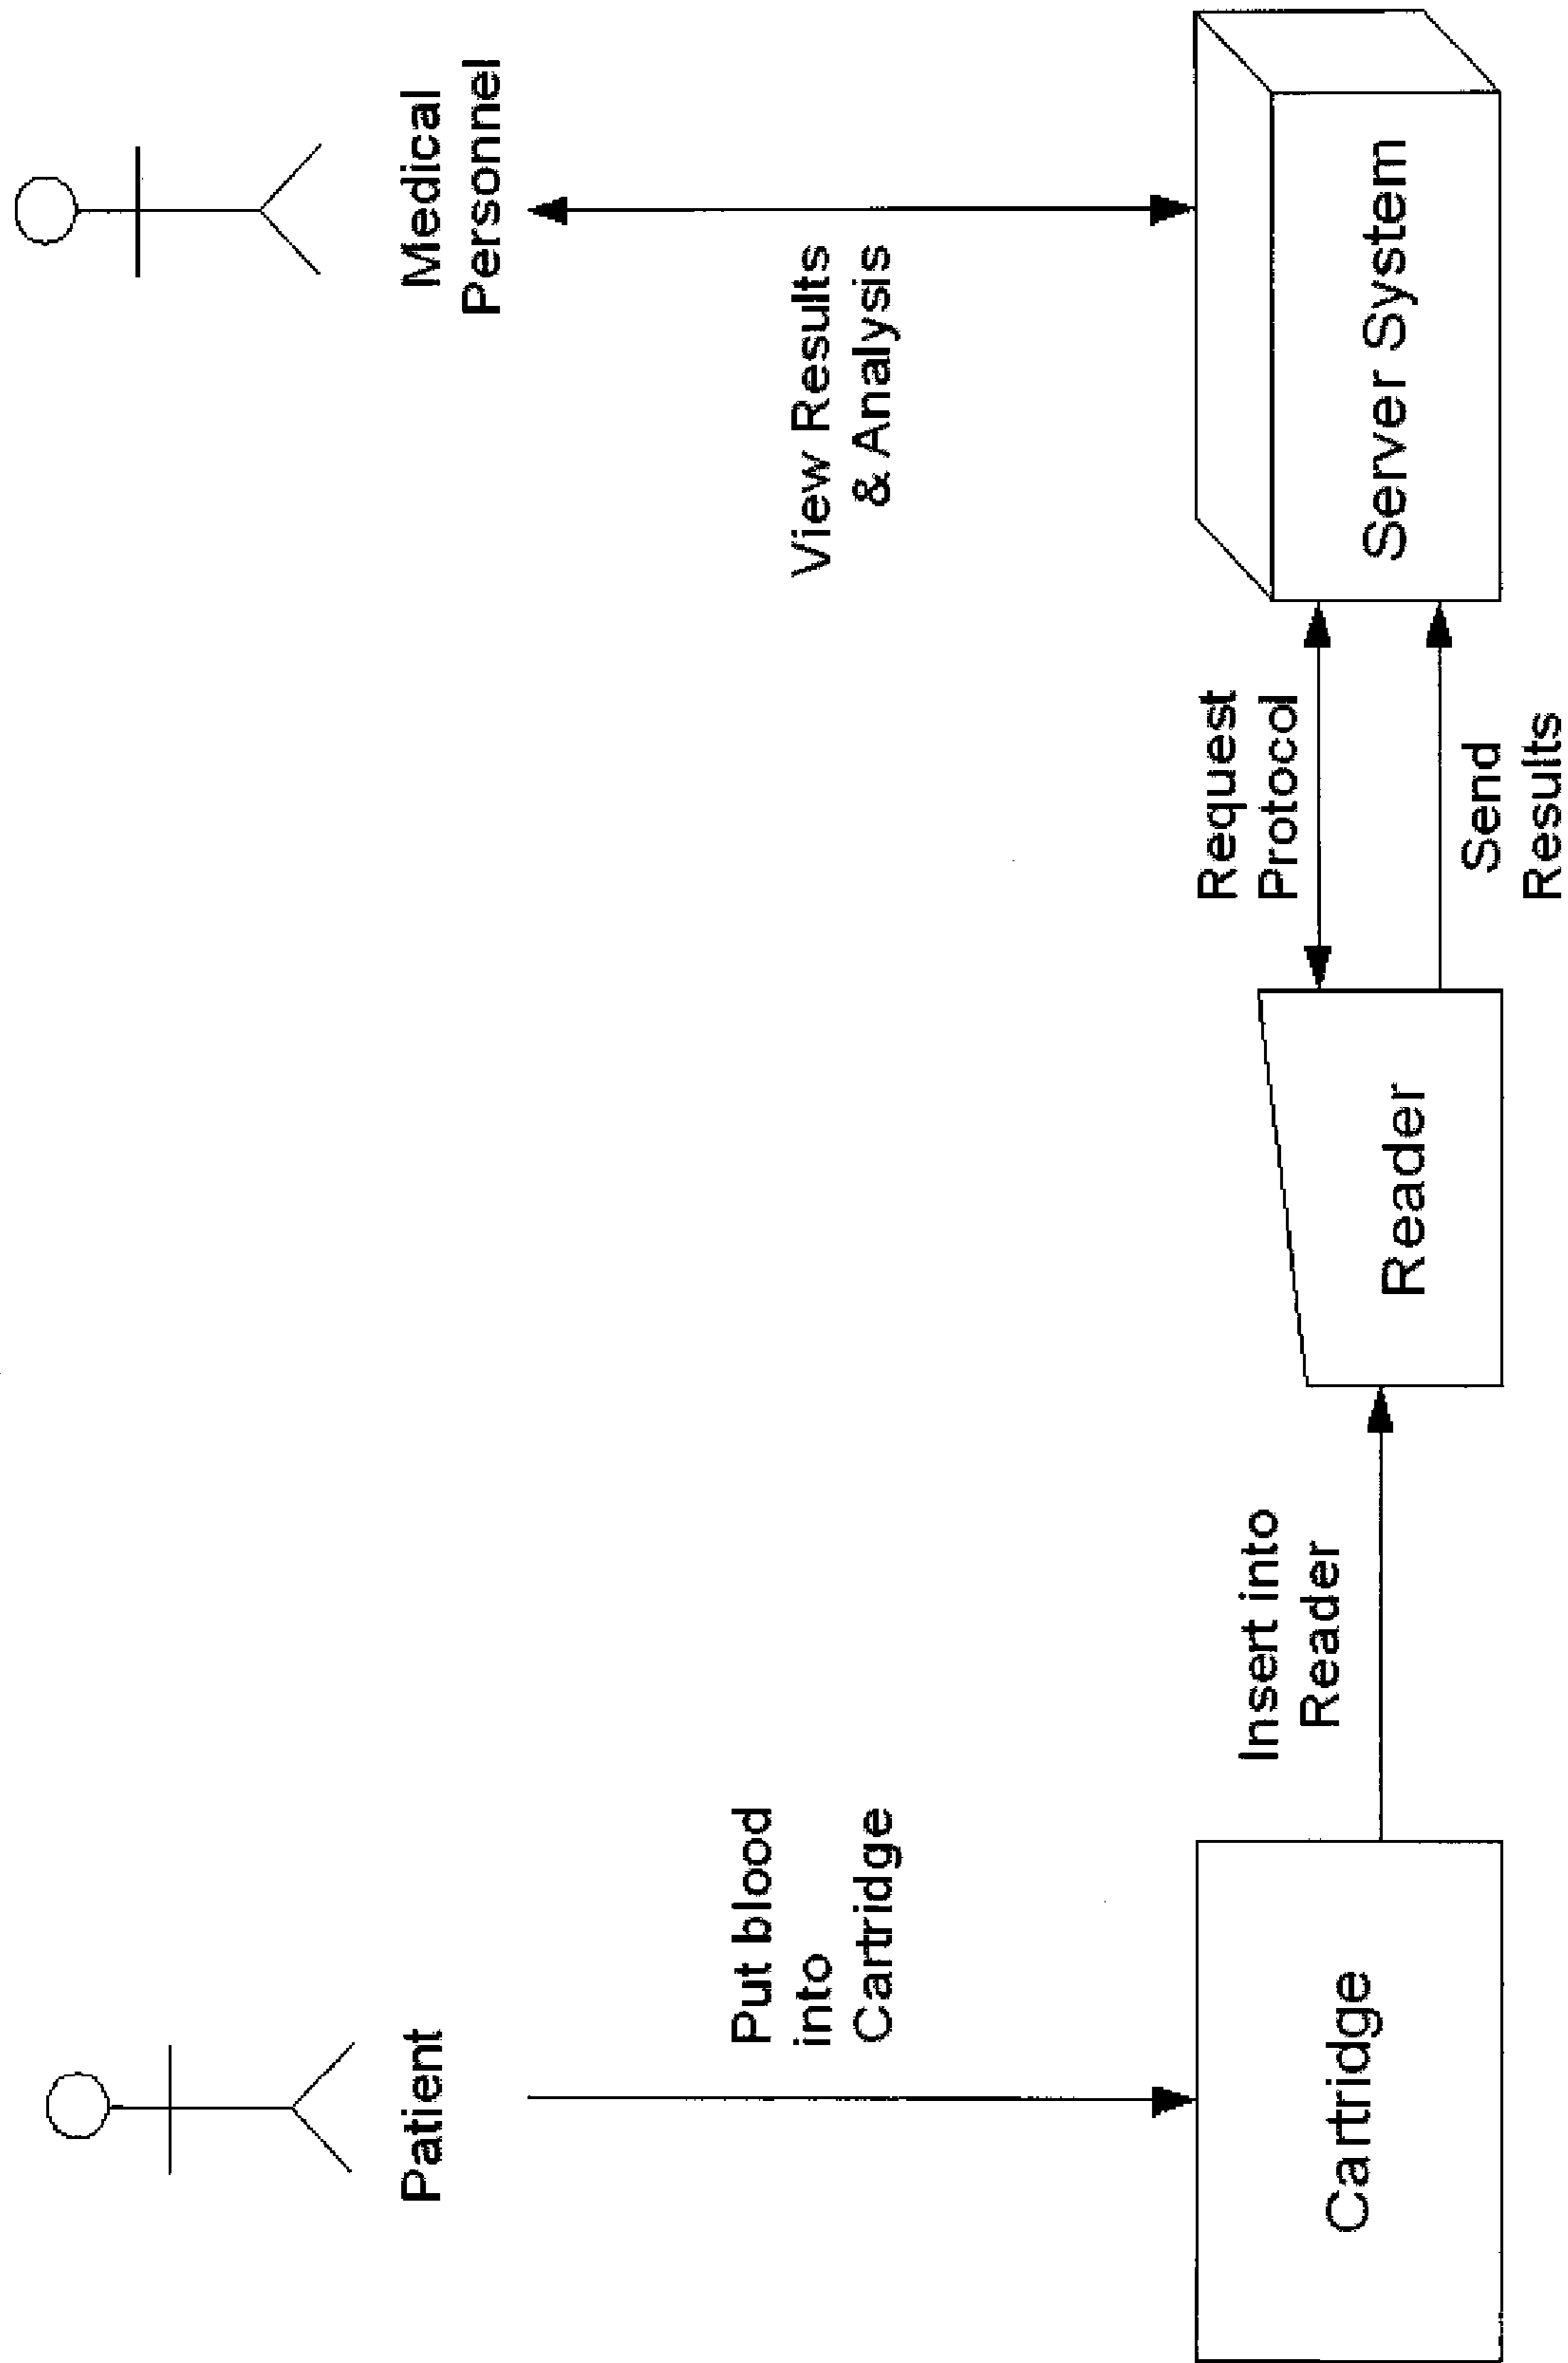 Patient
Medical
Personnel
Put blood
into
Cartridge
View Results
& Analysis
Cartridge
Insert into
Reader
Reader
Request
Protocol
Send
Results
Server System